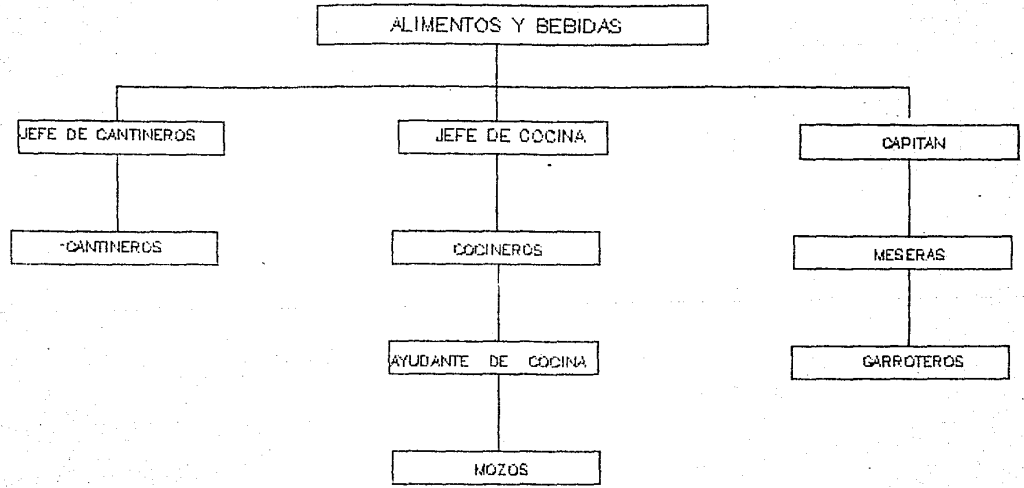 ALIMENTOS Y BEBIDAS
JEFE DE CANTINEROS
JEFE DE COCINA
CAPITAN
CANTINEROS
COCINEROS
MESERAS
AYUDANTE DE COCINA
GARROTEROS
MOZOS